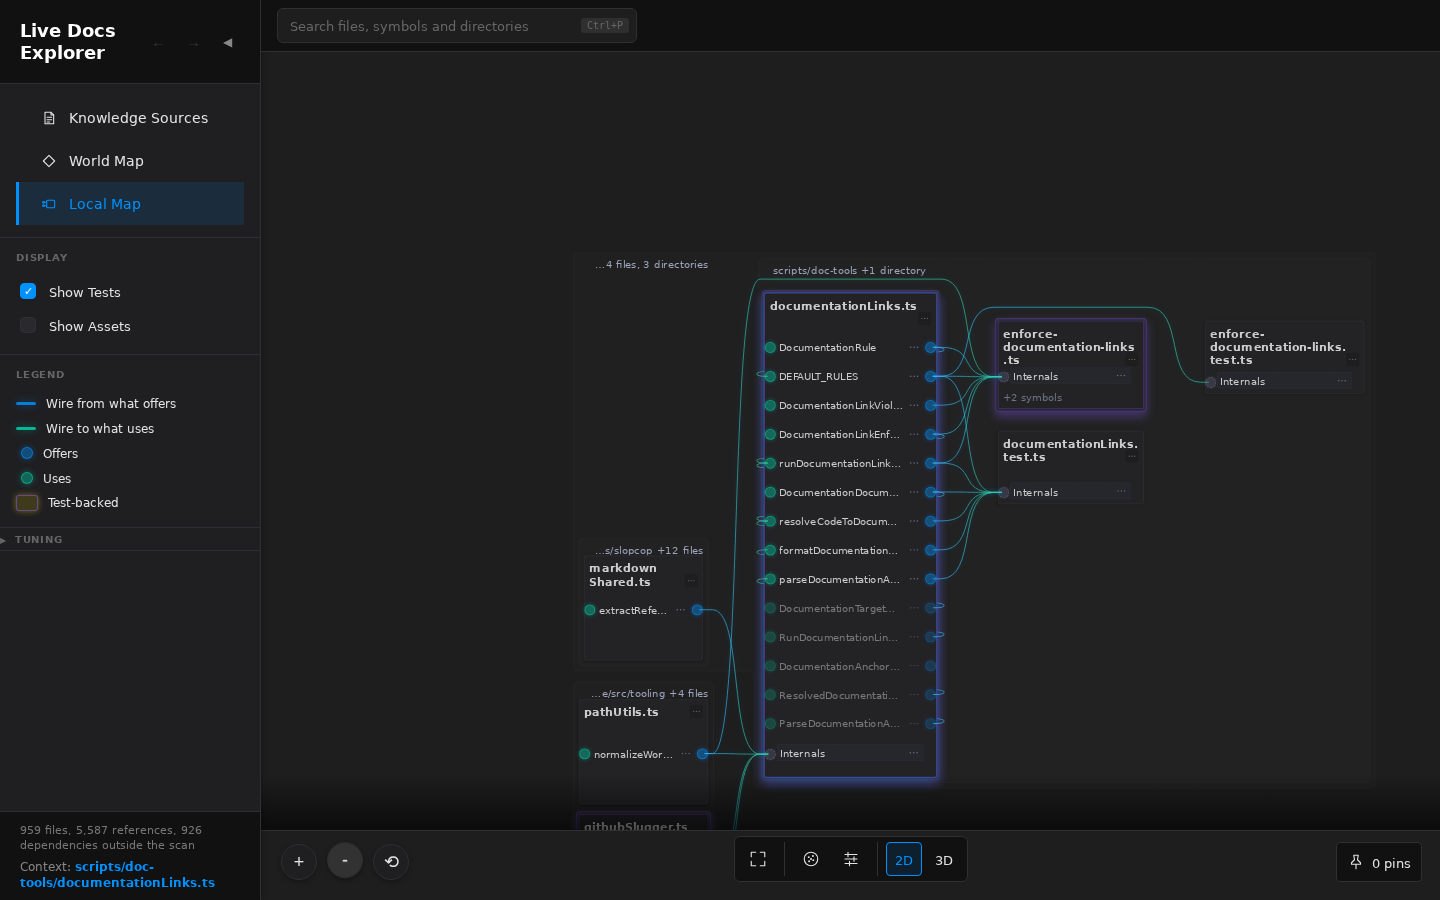 Live Docs
Explorer
Search files, symbols and directories
Ctrl+P
Knowledge Sources
World Map
Local Map
DISPLAY
Show Tests
Show Assets
LEGEND
Wire from what offers
Wire to what uses
Offers
Uses
Test-backed
TUNING
959 files, 5,587 references, 926
dependencies outside the scan
Context: scripts/doc-
tools/documentationLinks.ts
...4 files, 3 directories
scripts/doc-tools +1 directory
documentationLinks.ts
DocumentationRule
DEFAULT_RULES
DocumentationLinkViol...
DocumentationLinkEnf...
runDocumentationLink...
DocumentationDocum...
resolveCodeToDocum...
formatDocumentation...
parseDocumentationA...
DocumentationTarget...
RunDocumentationLin...
DocumentationAnchor...
ResolvedDocumentati...
ParseDocumentationA...
Internals
enforce-
documentation-links
.ts
Internals
+2 symbols
enforce-
documentation-links.
test.ts
Internals
documentationLinks.
test.ts
Internals
...s/slopcop +12 files
markdown
Shared.ts
extractRefe...
...e/src/tooling +4 files
pathUtils.ts
normalizeWor...
githubSlugger.ts
+
-
2D
3D
0 pins